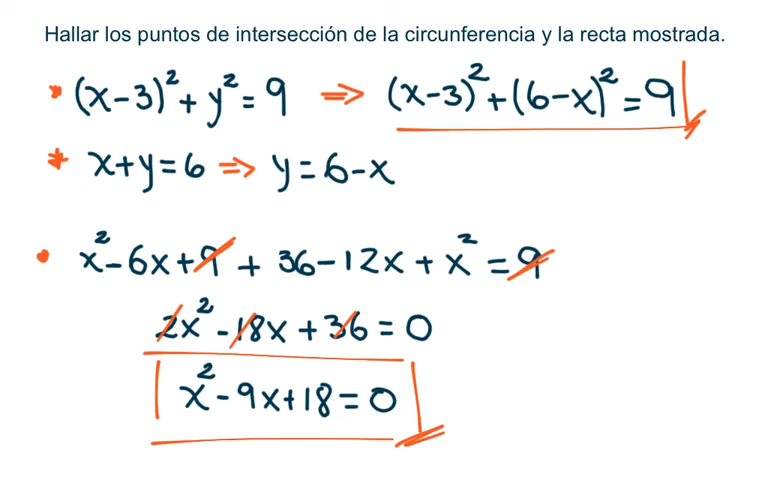 Hallar los puntos de intersección de la circunferencia y la recta mostrada.
(x-3)² + y² = 9 ⇒ (x-3)² + (6-x)² = 9
x+y=6 ⇒ y=6-x
x² - 6x + 9 + 36 - 12x + x² = 9
2x² - 18x + 36 = 0
x² - 9x + 18 = 0